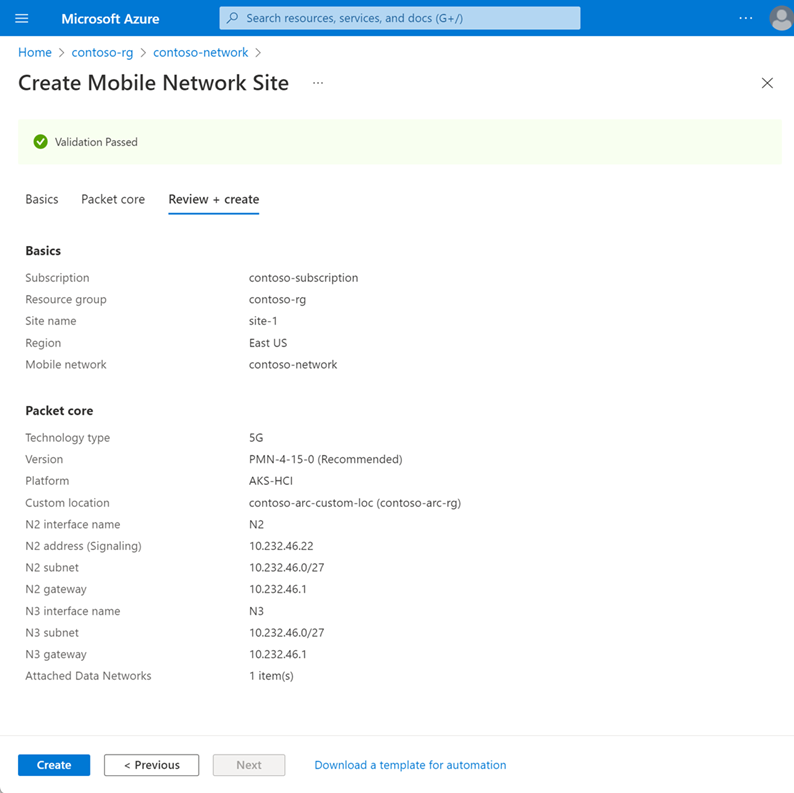 Microsoft Azure
Search resources, services, and docs (G+/)
...
Home > contoso-rg > contoso-network >
Create Mobile Network Site ...
Validation Passed
Basics Packet core Review + create
Basics
Subscription contoso-subscription
Resource group contoso-rg
Site name site-1
Region East US
Mobile network contoso-network
Packet core
Technology type 5G
Version PMN-4-15-0 (Recommended)
Platform AKS-HCI
Custom location contoso-arc-custom-loc (contoso-arc-rg)
N2 interface name N2
N2 address (Signaling) 10.232.46.22
N2 subnet 10.232.46.0/27
N2 gateway 10.232.46.1
N3 interface name N3
N3 subnet 10.232.46.0/27
N3 gateway 10.232.46.1
Attached Data Networks 1 item(s)
Create < Previous Next Download a template for automation